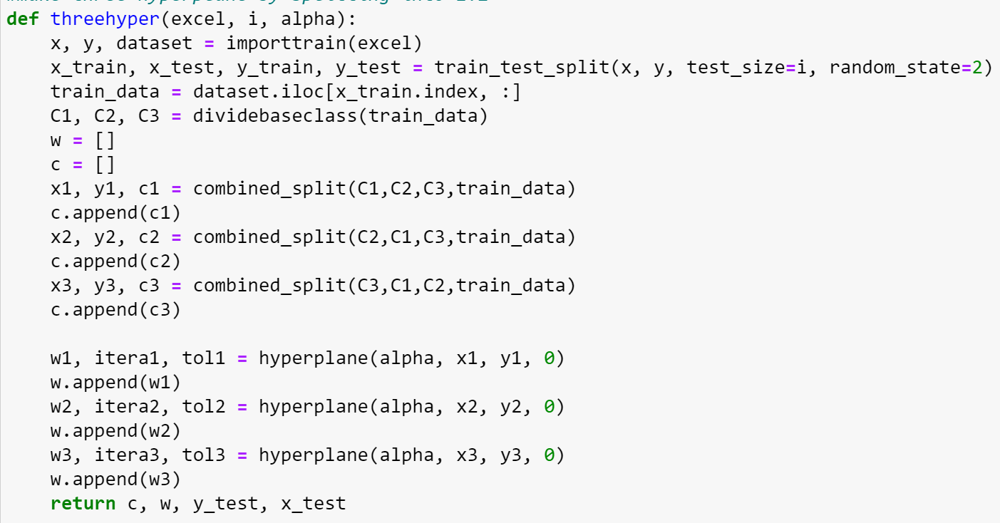 def threehyper(excel, i, alpha):
    x, y, dataset = importtrain(excel)
    x_train, x_test, y_train, y_test = train_test_split(x, y, test_size=i, random_state=2)
    train_data = dataset.iloc[x_train.index, :]
    C1, C2, C3 = dividebaseclass(train_data)
    w = []
    c = []
    x1, y1, c1 = combined_split(C1,C2,C3,train_data)
    c.append(c1)
    x2, y2, c2 = combined_split(C2,C1,C3,train_data)
    c.append(c2)
    x3, y3, c3 = combined_split(C3,C1,C2,train_data)
    c.append(c3)

    w1, itera1, tol1 = hyperplane(alpha, x1, y1, 0)
    w.append(w1)
    w2, itera2, tol2 = hyperplane(alpha, x2, y2, 0)
    w.append(w2)
    w3, itera3, tol3 = hyperplane(alpha, x3, y3, 0)
    w.append(w3)
    return c, w, y_test, x_test